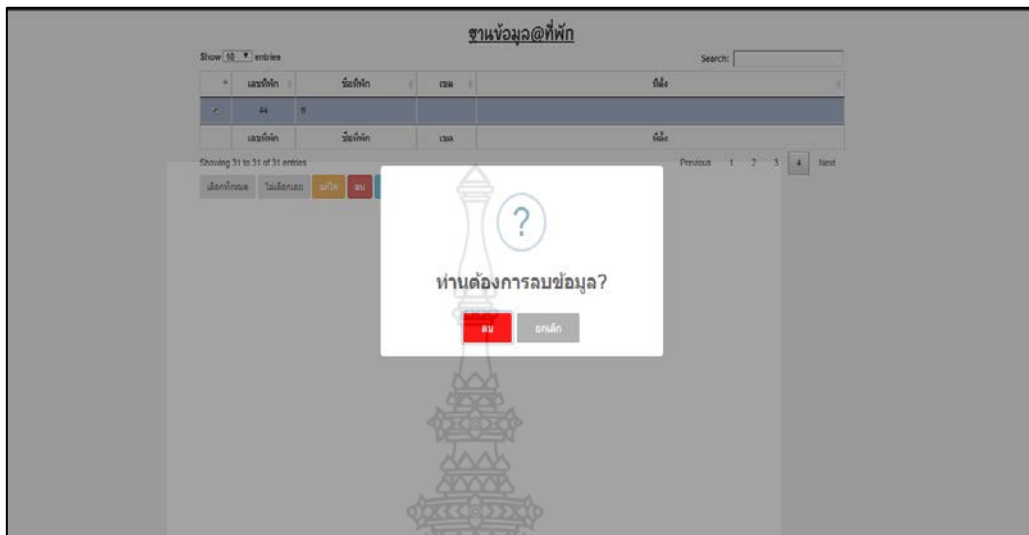 ฐานข้อมูล@ที่พัก
Show 10 entries Search:
เลขที่พัก ชื่อที่พัก เขต ที่ตั้ง
44 ft
เลขที่พัก ชื่อที่พัก เขต ที่ตั้ง
Showing 31 to 31 of 31 entries Previous 1 2 3 4 Next
เลือกทั้งหมด ไม่เลือกเลย แก้ไข ลบ
?
ท่านต้องการลบข้อมูล?
ลบ ยกเลิก